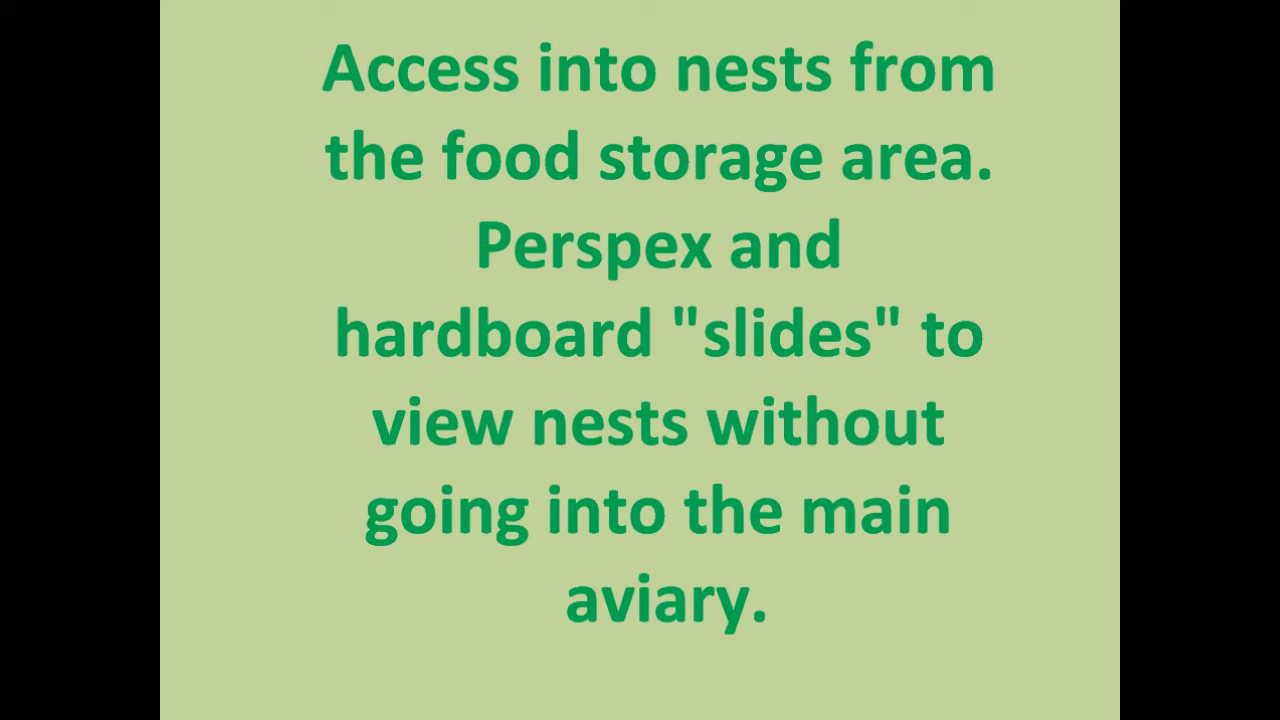 Access into nests from
the food storage area.
Perspex and
hardboard "slides" to
view nests without
going into the main
aviary.